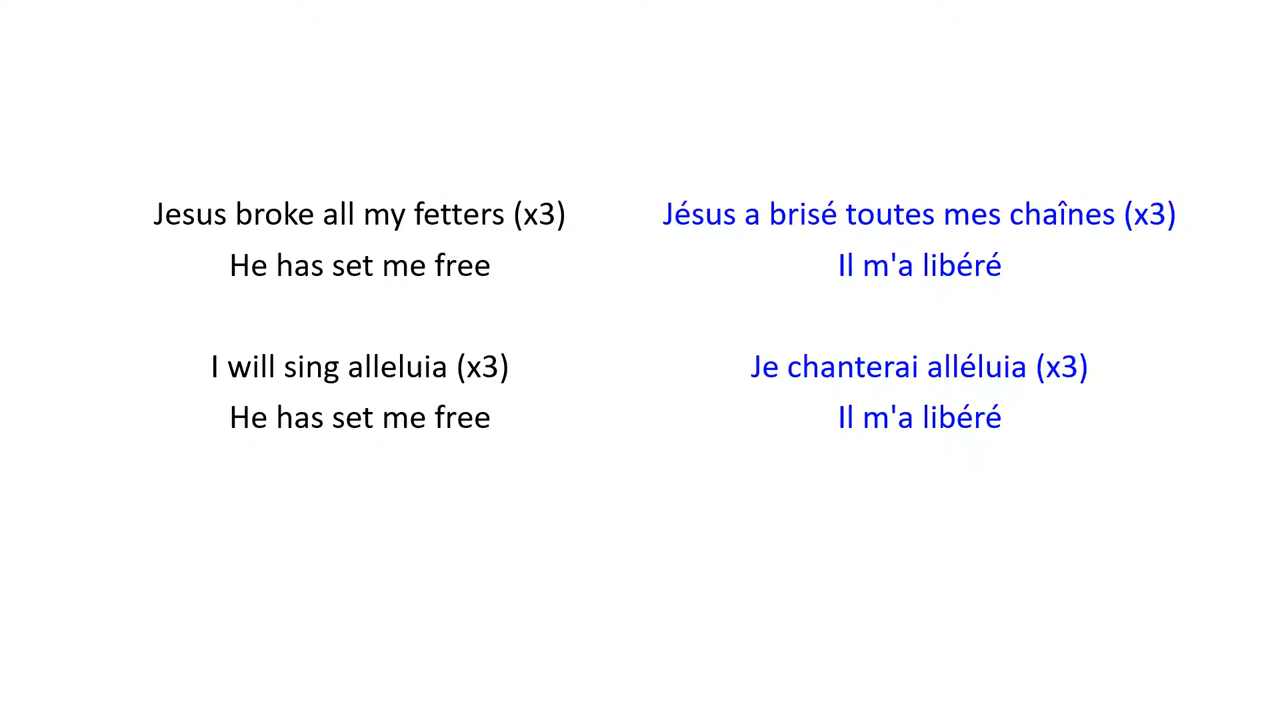 Jesus broke all my fetters (x3)
He has set me free
I will sing alleluia (x3)
He has set me free
Jésus a brisé toutes mes chaînes (x3)
Il m'a libéré
Je chanterai alléluia (x3)
Il m'a libéré